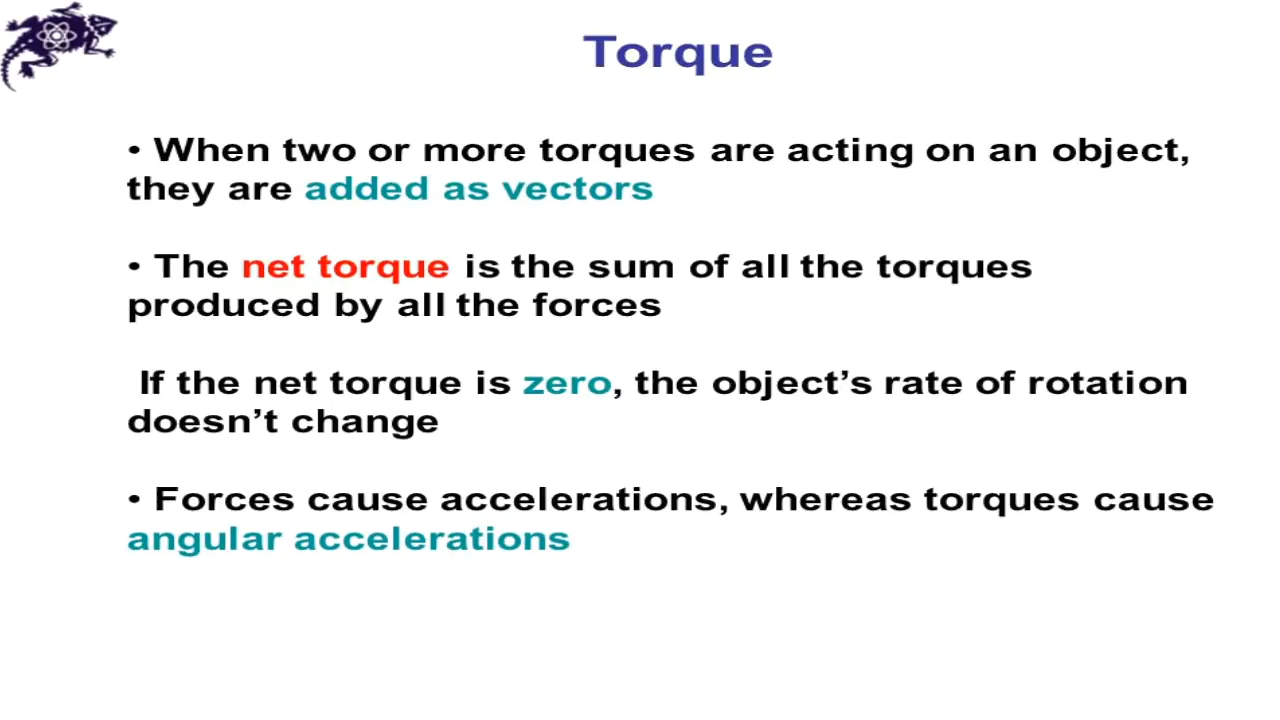 Torque
• When two or more torques are acting on an object,
they are added as vectors
• The net torque is the sum of all the torques
produced by all the forces
If the net torque is zero, the object’s rate of rotation
doesn’t change
• Forces cause accelerations, whereas torques cause
angular accelerations